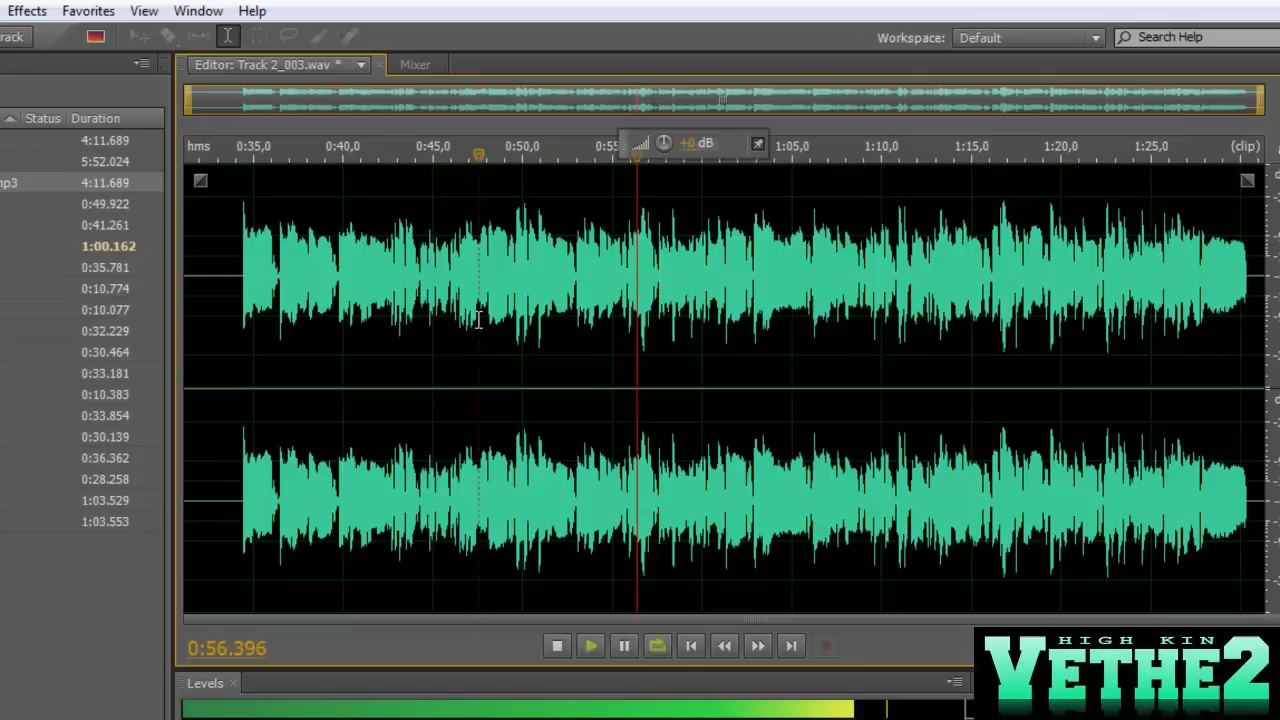 Effects Favorites View Window Help
rack Workspace: Default Search Help
Editor: Track 2_003.wav * Mixer
Status Duration
hms 0:35,0 0:40,0 0:45,0 0:50,0 0:55 +0 dB 1:05,0 1:10,0 1:15,0 1:20,0 1:25,0 (clip)
4:11.689
5:52.024
mp3 4:11.689
0:49.922
0:41.261
1:00.162
0:35.781
0:10.774
0:10.077
0:32.229
0:30.464
0:33.181
0:10.383
0:33.854
0:30.139
0:36.362
0:28.258
1:03.529
1:03.553
0:56.396
Levels
HIGH KIN
YETHE2